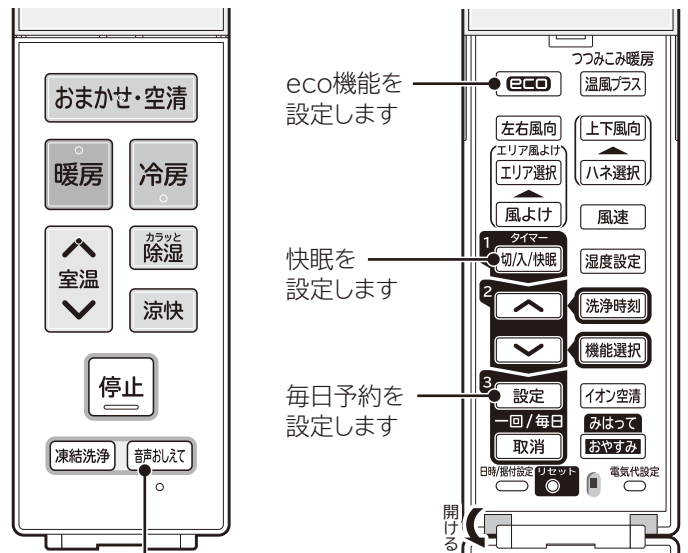 おまかせ・空清
暖房
冷房
室温
カラッと
除湿
涼快
停止
凍結洗浄
音声おしえて
eco機能を
設定します
快眠を
設定します
毎日予約を
設定します
つつみこみ暖房
eco
温風プラス
左右風向
上下風向
エリア風よけ
エリア選択
ハネ選択
風よけ
風速
1
タイマー
切/入/快眠
湿度設定
2
洗浄時刻
機能選択
3
設定
イオン空清
一回/毎日
みはって
取消
おやすみ
日時/据付設定
リセット
電気代設定
開ける